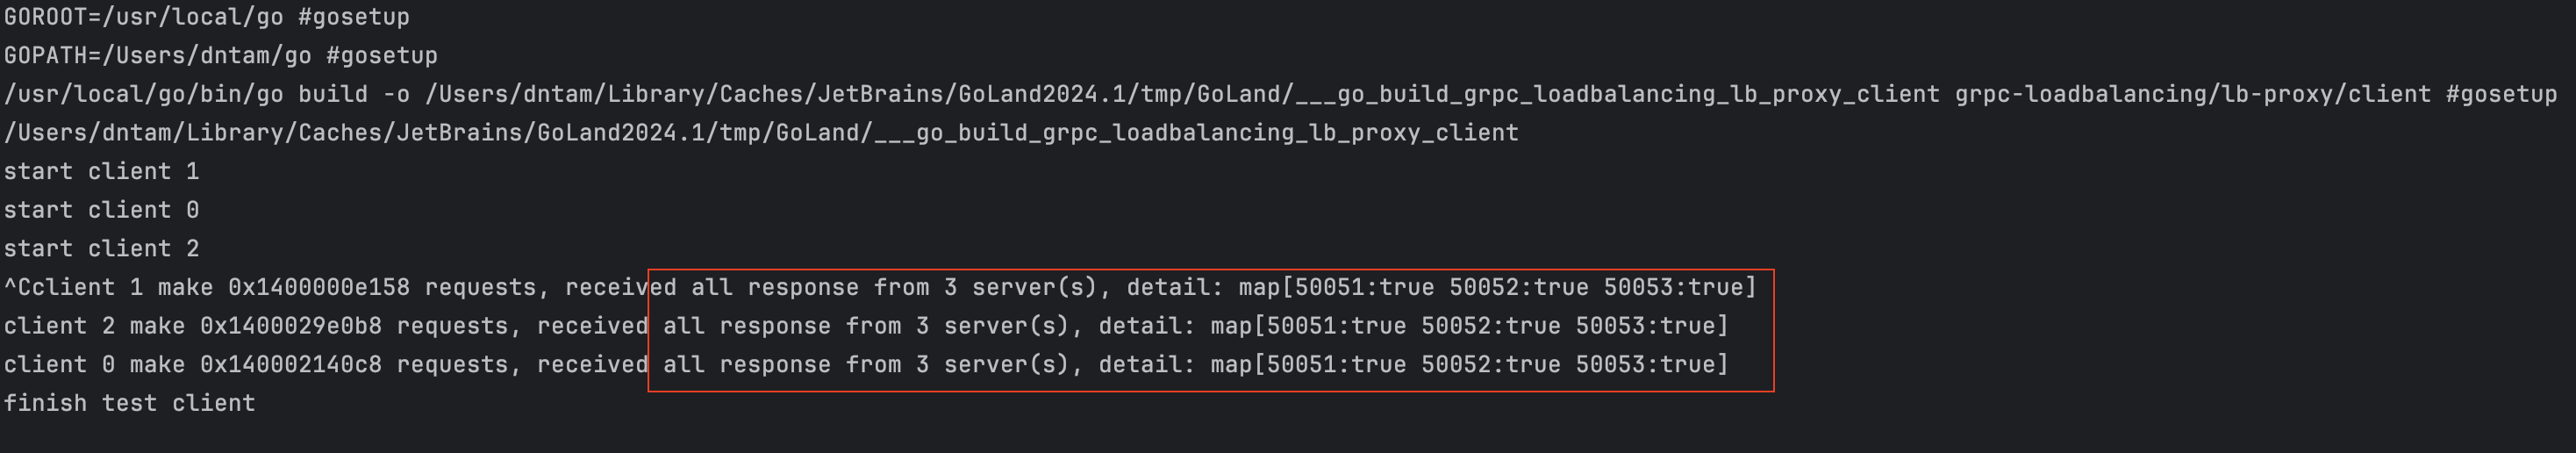 GOROOT=/usr/local/go #gosetup
GOPATH=/Users/dntam/go #gosetup
/usr/local/go/bin/go build -o /Users/dntam/Library/Caches/JetBrains/GoLand2024.1/tmp/GoLand/___go_build_grpc_loadbalancing_lb_proxy_client grpc-loadbalancing/lb-proxy/client #gosetup
/Users/dntam/Library/Caches/JetBrains/GoLand2024.1/tmp/GoLand/___go_build_grpc_loadbalancing_lb_proxy_client
start client 1
start client 0
start client 2
^Cclient 1 make 0x1400000e158 requests, received all response from 3 server(s), detail: map[50051:true 50052:true 50053:true]
client 2 make 0x1400029e0b8 requests, received all response from 3 server(s), detail: map[50051:true 50052:true 50053:true]
client 0 make 0x140002140c8 requests, received all response from 3 server(s), detail: map[50051:true 50052:true 50053:true]
finish test client